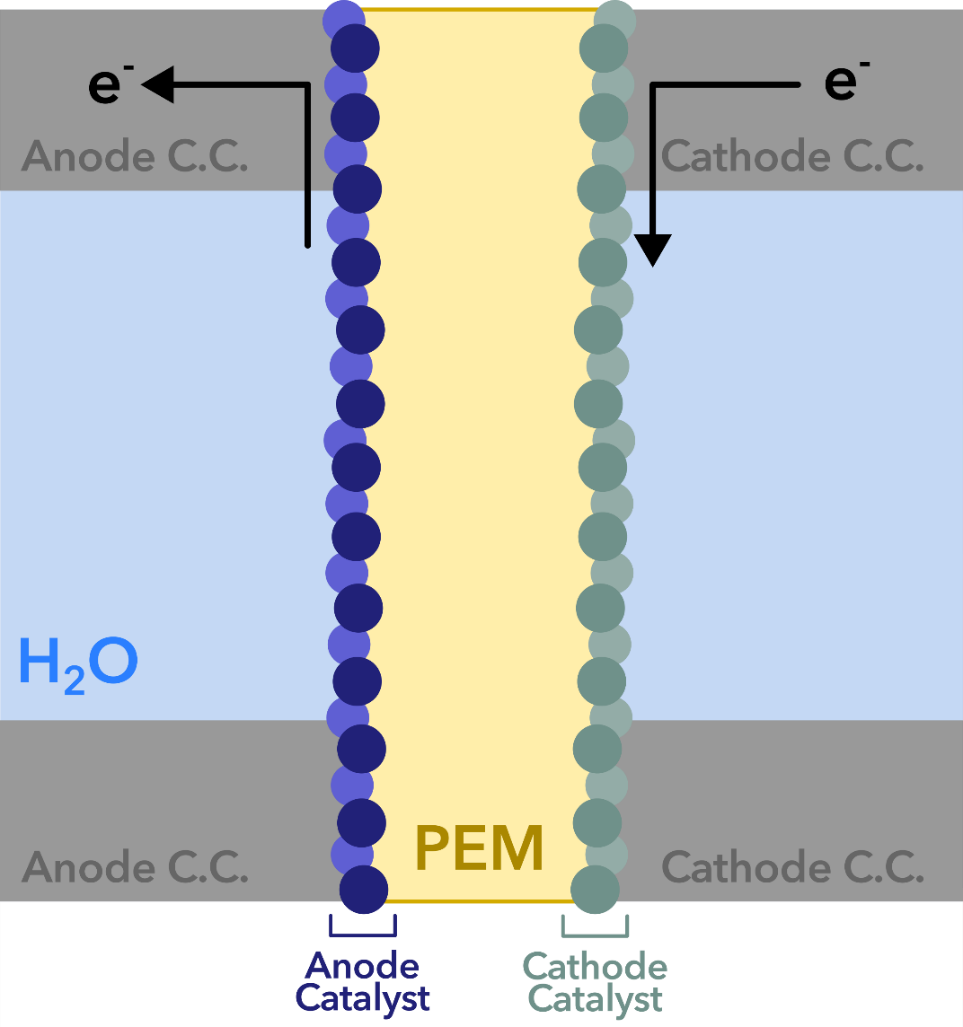 e⁻ e⁻
Anode C.C. Cathode C.C.
H₂O
PEM
Anode C.C. Cathode C.C.
Anode
Catalyst
Cathode
Catalyst